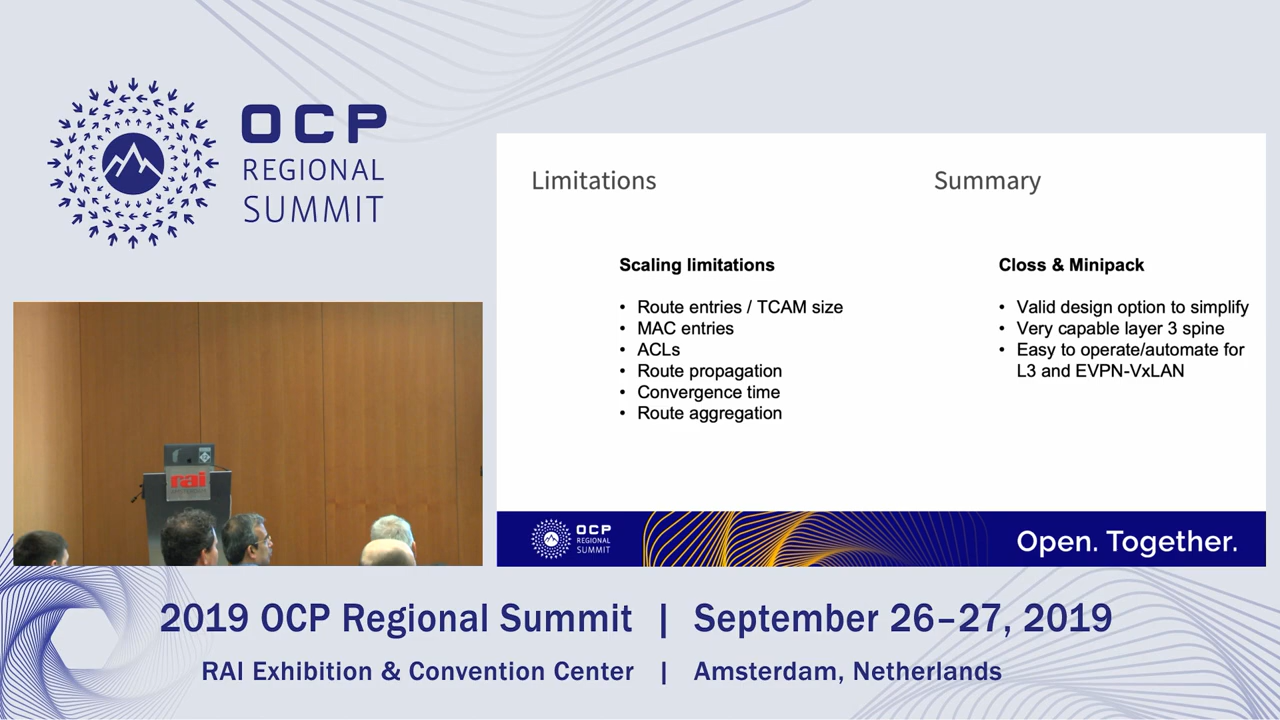 OCP
REGIONAL
SUMMIT
Limitations
Scaling limitations
• Route entries / TCAM size
• MAC entries
• ACLs
• Route propagation
• Convergence time
• Route aggregation
Summary
Closs & Minipack
• Valid design option to simplify
• Very capable layer 3 spine
• Easy to operate/automate for
L3 and EVPN-VxLAN
rai
OCP
REGIONAL
SUMMIT
Open. Together.
2019 OCP Regional Summit | September 26–27, 2019
RAI Exhibition & Convention Center | Amsterdam, Netherlands